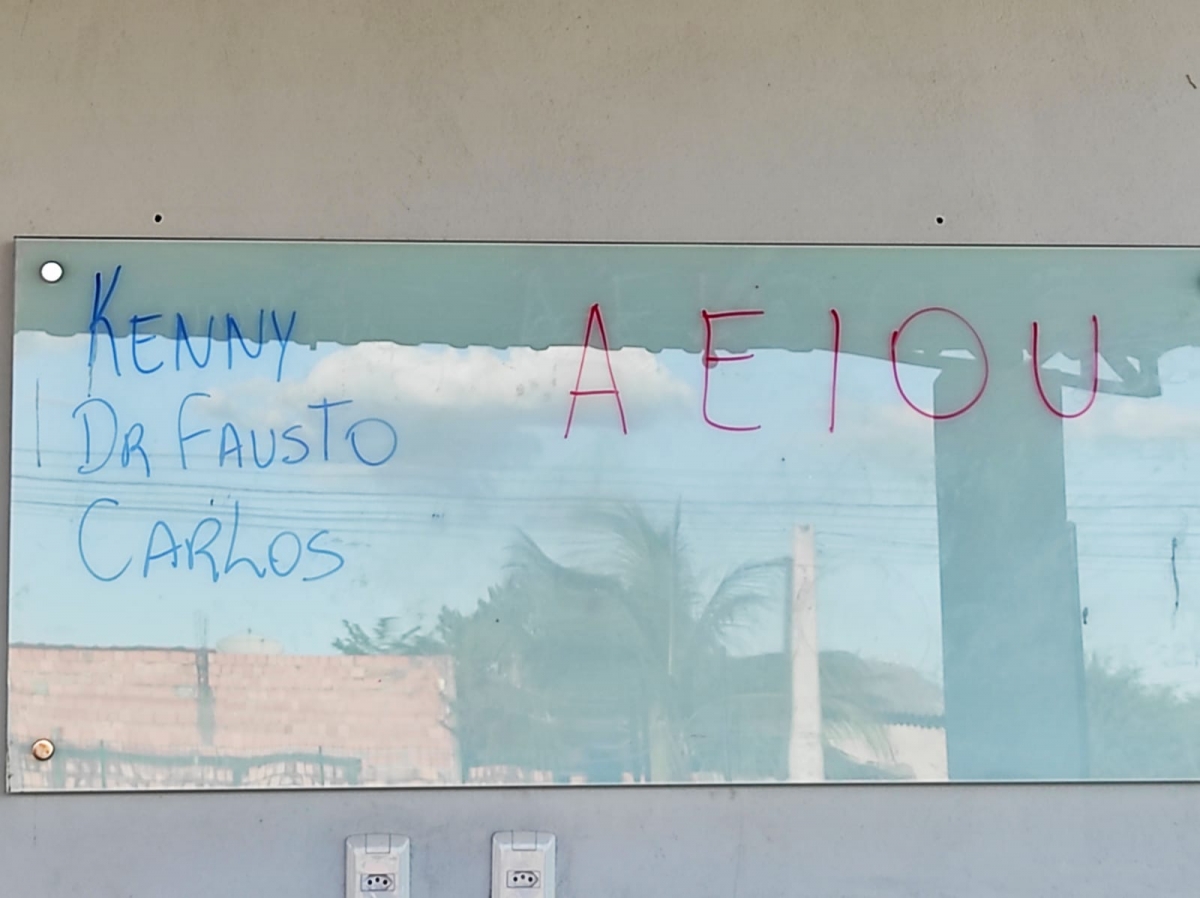 KENNY
DR FAUSTO
CARLOS
A E I O U